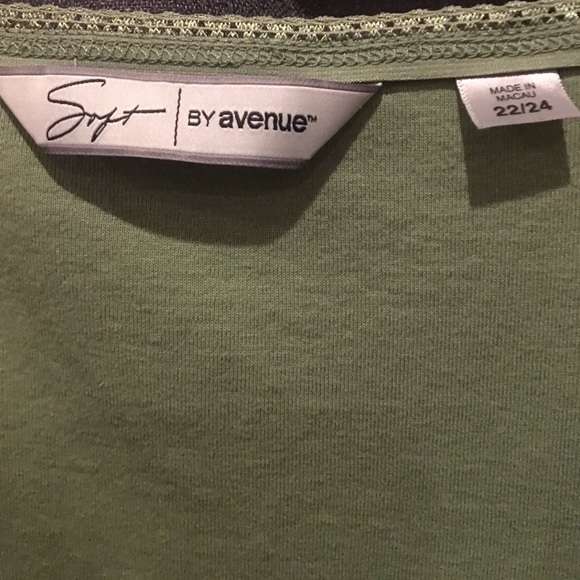 Soft BY avenue™
MADE IN
MACAU
22/24